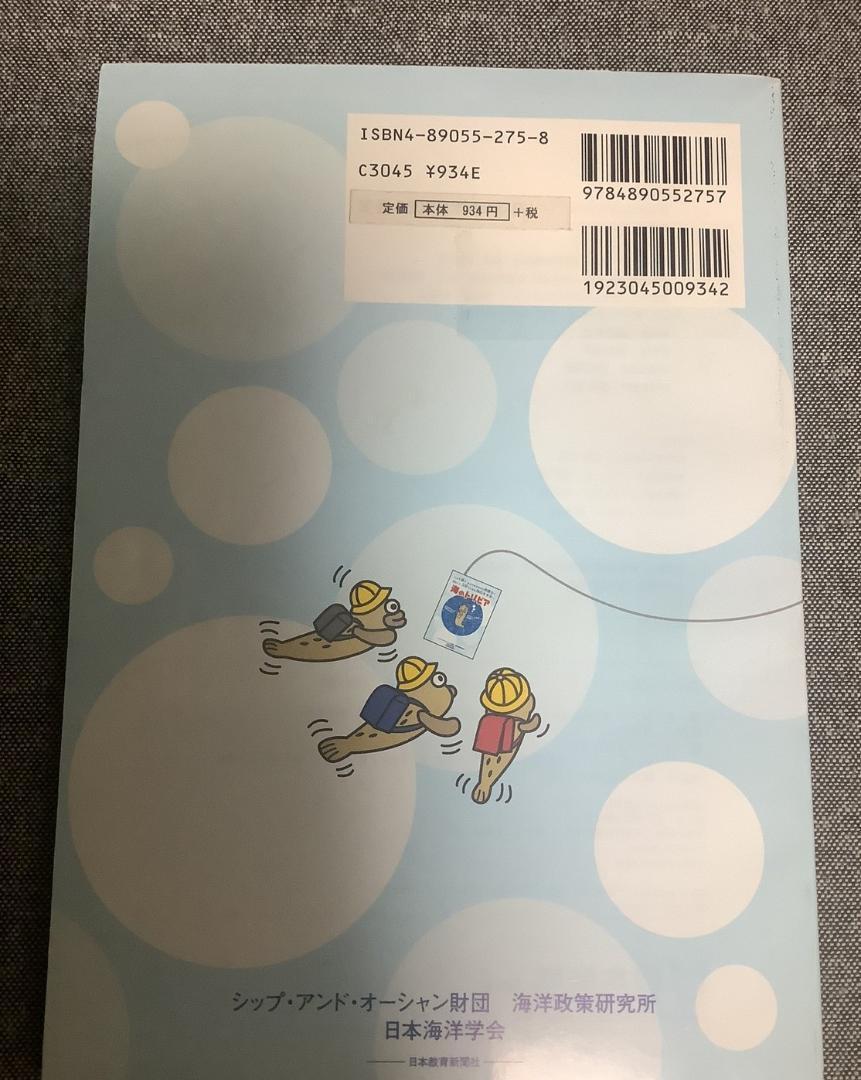 ISBN4-89055-275-8
C3045 ¥934E
9784890552757
定価 本体 934円 +税
1923045009342
海のトリビア
シップ・アンド・オーシャン財団 海洋政策研究所
日本海洋学会
日本教育新聞社